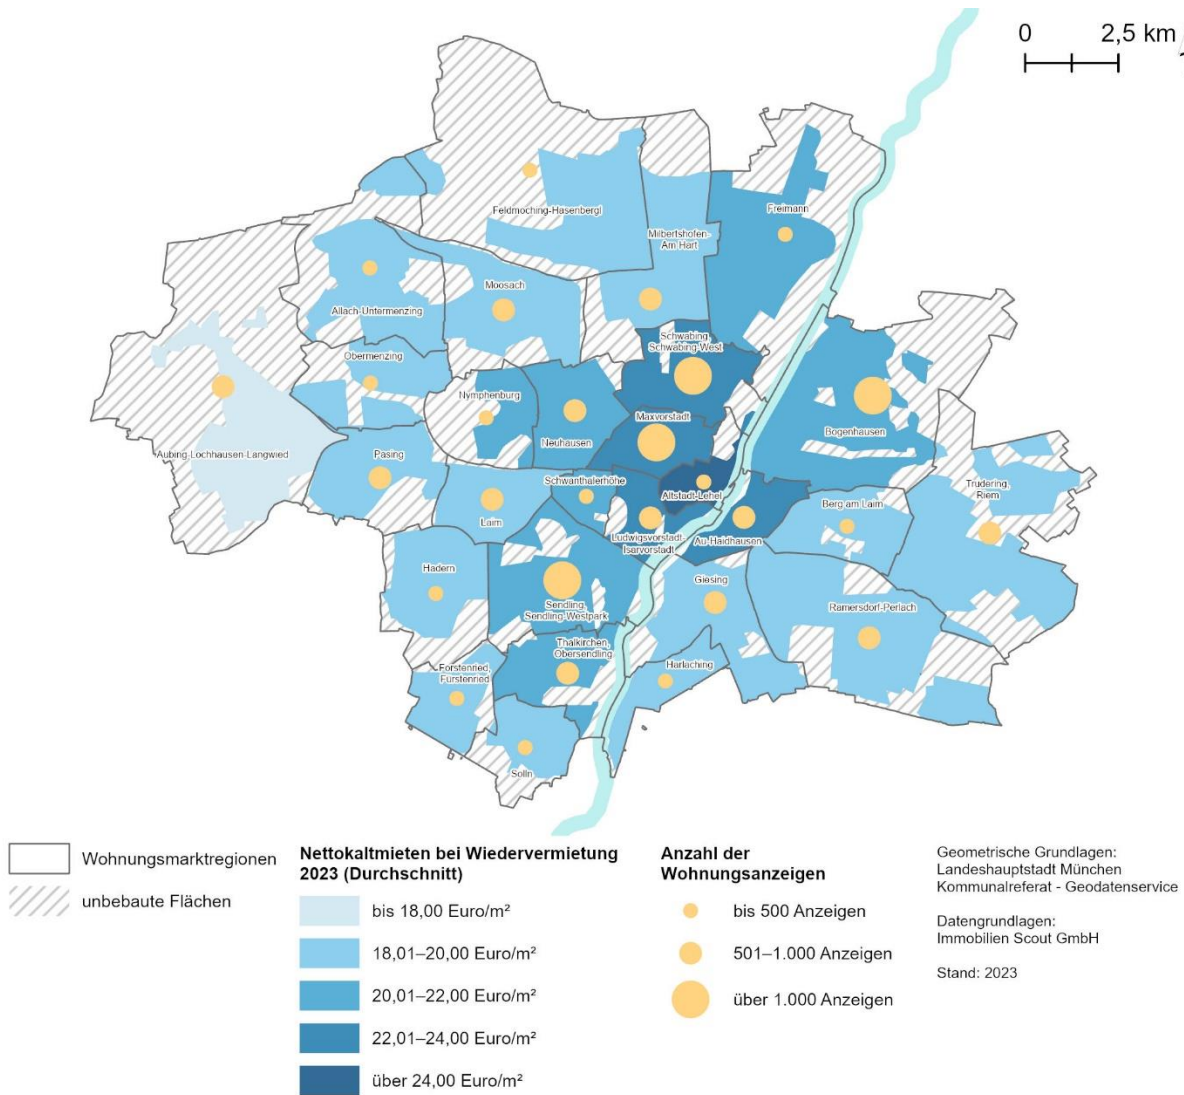 0 2,5 km
Feldmoching-Hasenbergl
Freimann
Milbertshofen-
Am Hart
Moosach
Allach-Untermenzing
Schwabing,
Schwabing-West
Obermenzing
Nymphenburg
Maxvorstadt
Neuhausen
Bogenhausen
Aubing-Lochhausen-Langwied
Pasing
Schwanthalerhöhe
Altstadt-Lehel
Trudering,
Riem
Laim
Berg am Laim
Ludwigsvorstadt-
Isarvorstadt
Au-Haidhausen
Hadern
Giesing
Sendling,
Sendling-Westpark
Ramersdorf-Perlach
Thalkirchen,
Obersendling
Harlaching
Forstenried,
Fürstenried
Solln
Wohnungsmarktregionen
unbebaute Flächen
Nettokaltmieten bei Wiedervermietung
2023 (Durchschnitt)
bis 18,00 Euro/m²
18,01–20,00 Euro/m²
20,01–22,00 Euro/m²
22,01–24,00 Euro/m²
über 24,00 Euro/m²
Anzahl der
Wohnungsanzeigen
bis 500 Anzeigen
501–1.000 Anzeigen
über 1.000 Anzeigen
Geometrische Grundlagen:
Landeshauptstadt München
Kommunalreferat - Geodatenservice
Datengrundlagen:
Immobilien Scout GmbH
Stand: 2023